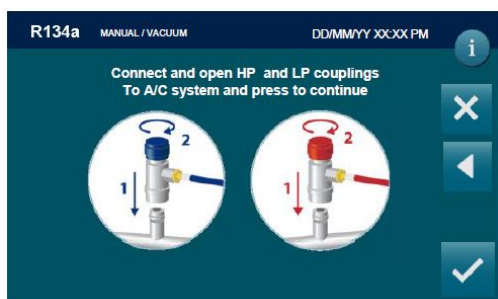 R134a MANUAL / VACUUM DD/MM/YY XX:XX PM
i
Connect and open HP and LP couplings
To A/C system and press to continue
2 2
1 1